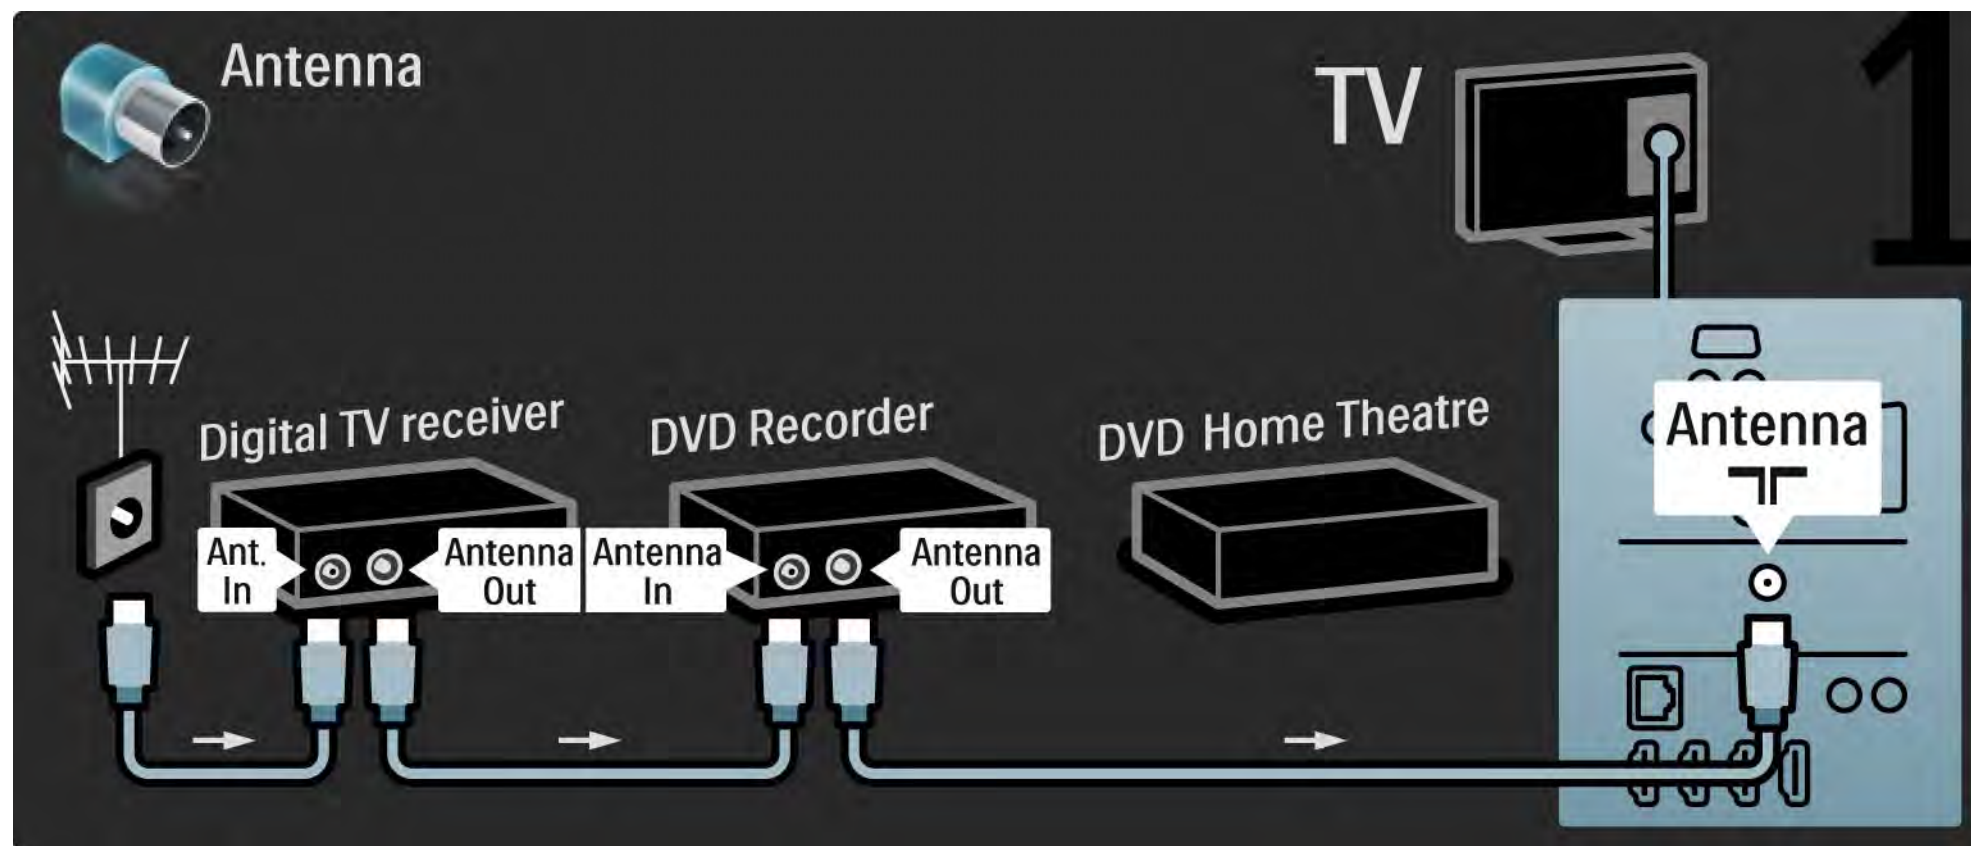 Antenna
TV
1
Digital TV receiver
DVD Recorder
DVD Home Theatre
Antenna
Ant.
In
Antenna
Out
Antenna
In
Antenna
Out